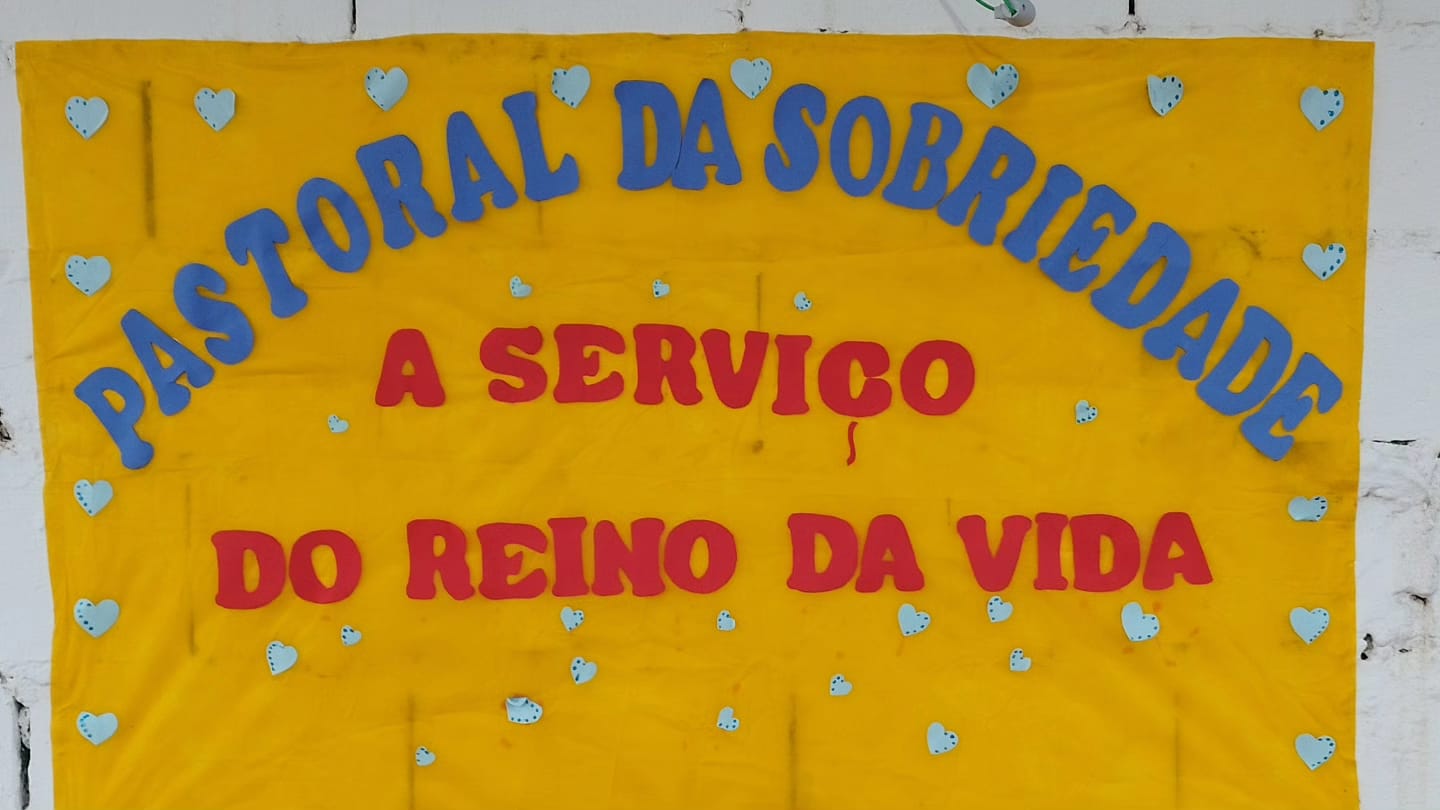 PASTORAL DA SOBRIEDADE
A SERVIÇO
DO REINO DA VIDA